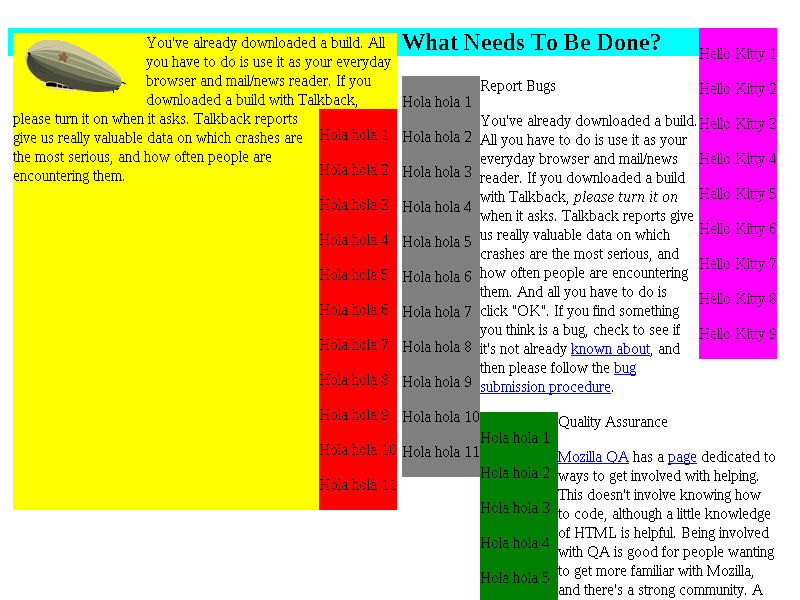 You've already downloaded a build. All
you have to do is use it as your everyday
browser and mail/news reader. If you
downloaded a build with Talkback,
please turn it on when it asks. Talkback reports
give us really valuable data on which crashes are
the most serious, and how often people are
encountering them.
Hola hola 1
Hola hola 2
Hola hola 3
Hola hola 4
Hola hola 5
Hola hola 6
Hola hola 7
Hola hola 8
Hola hola 9
Hola hola 10
Hola hola 11
What Needs To Be Done?
Hola hola 1
Hola hola 2
Hola hola 3
Hola hola 4
Hola hola 5
Hola hola 6
Hola hola 7
Hola hola 8
Hola hola 9
Hola hola 10
Hola hola 11
Report Bugs
You've already downloaded a build.
All you have to do is use it as your
everyday browser and mail/news
reader. If you downloaded a build
with Talkback, please turn it on
when it asks. Talkback reports give
us really valuable data on which
crashes are the most serious, and
how often people are encountering
them. And all you have to do is
click "OK". If you find something
you think is a bug, check to see if
it's not already known about, and
then please follow the bug
submission procedure.
Hello Kitty 1
Hello Kitty 2
Hello Kitty 3
Hello Kitty 4
Hello Kitty 5
Hello Kitty 6
Hello Kitty 7
Hello Kitty 8
Hello Kitty 9
Hola hola 1
Hola hola 2
Hola hola 3
Hola hola 4
Hola hola 5
Quality Assurance
Mozilla QA has a page dedicated to
ways to get involved with helping.
This doesn't involve knowing how
to code, although a little knowledge
of HTML is helpful. Being involved
with QA is good for people wanting
to get more familiar with Mozilla,
and there's a strong community. A